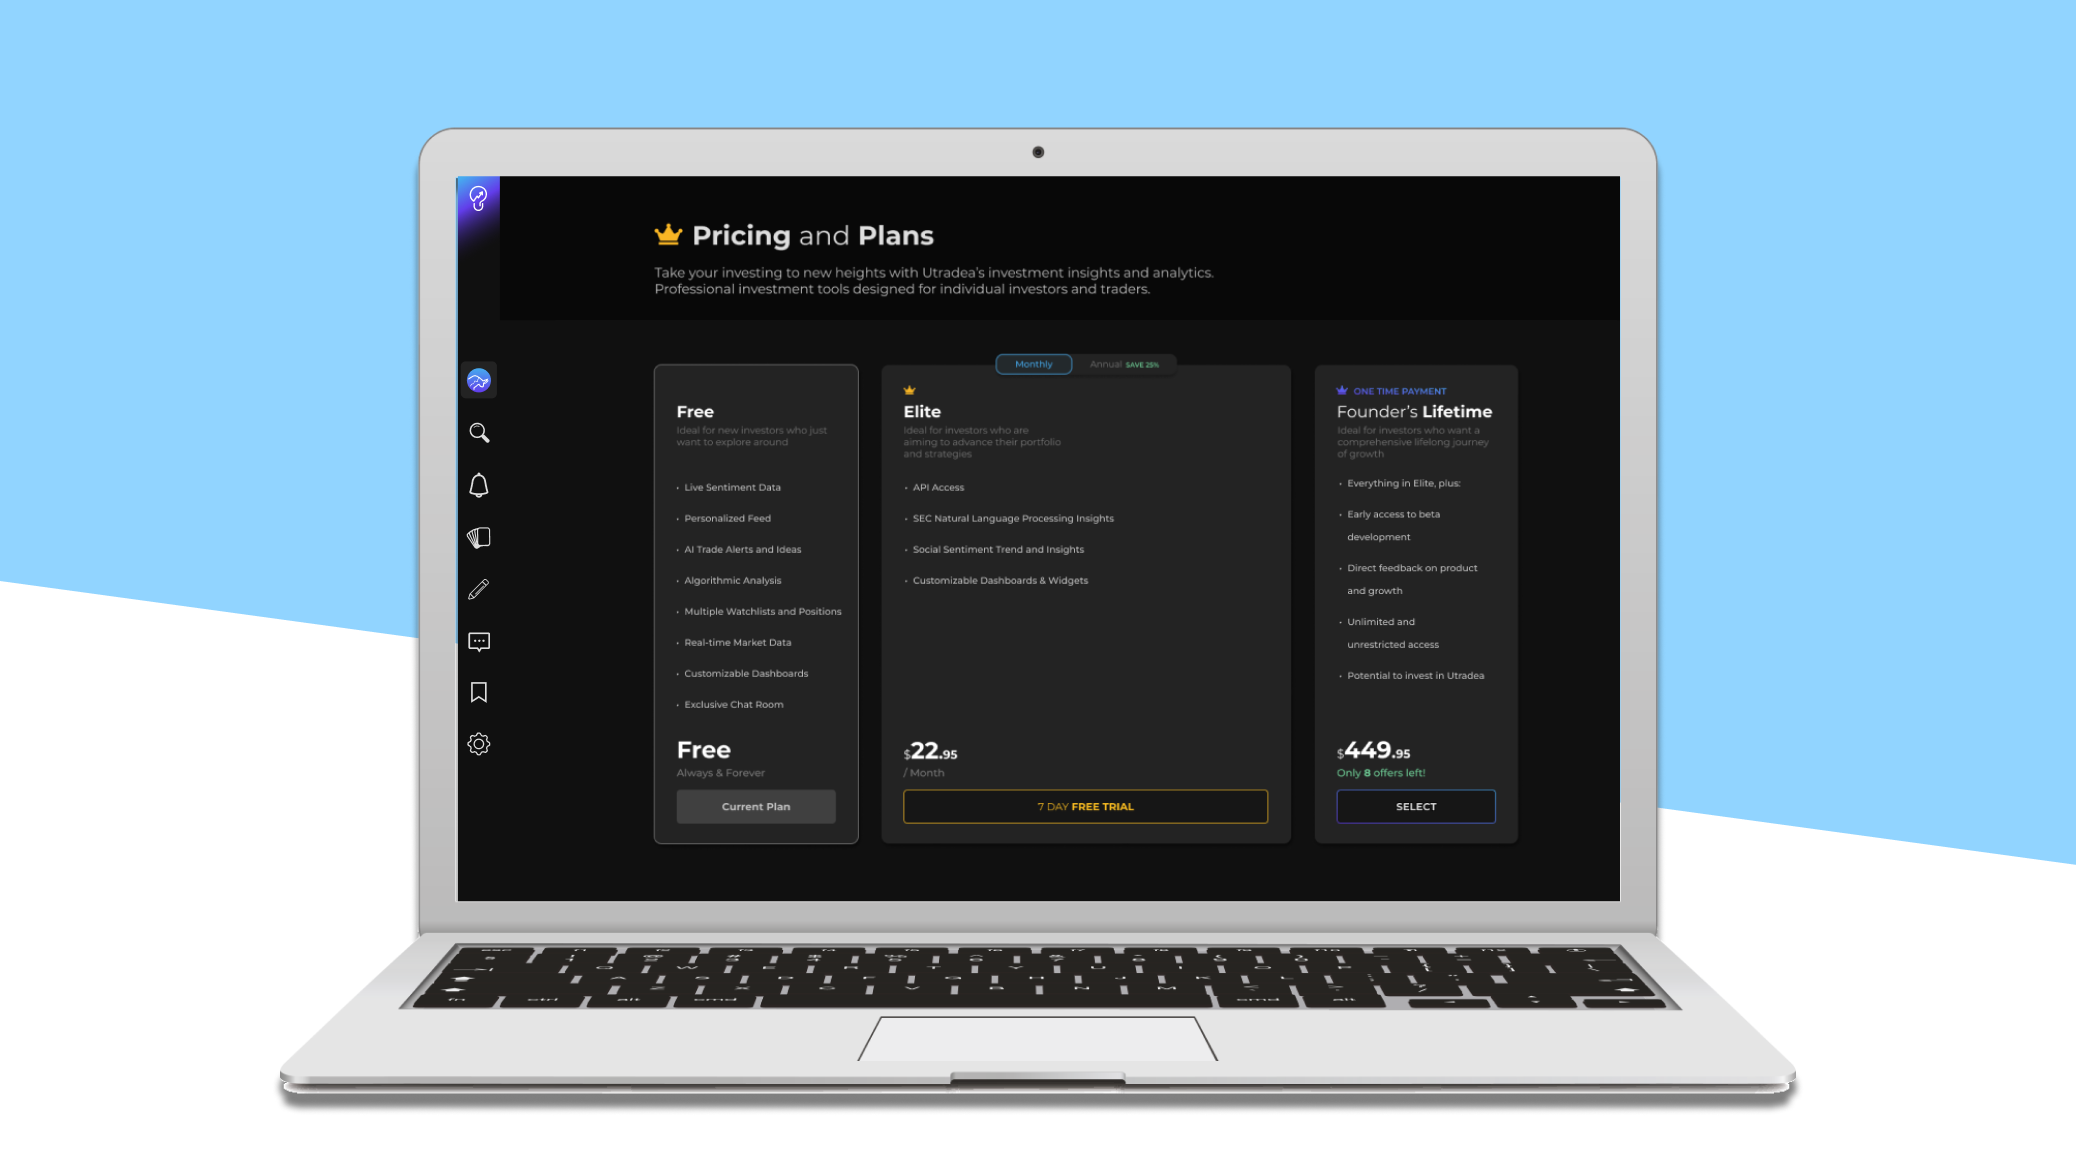 Pricing and Plans
Take your investing to new heights with Utradea's investment insights and analytics.
Professional investment tools designed for individual investors and traders.
Monthly
Annual SAVE 25%
Free
Ideal for new investors who just
want to explore around
• Live Sentiment Data
• Personalized Feed
• AI Trade Alerts and Ideas
• Algorithmic Analysis
• Multiple Watchlists and Positions
• Real-time Market Data
• Customizable Dashboards
• Exclusive Chat Room
Free
Always & Forever
Current Plan
Elite
Ideal for investors who are
aiming to advance their portfolio
and strategies
• API Access
• SEC Natural Language Processing Insights
• Social Sentiment Trend and Insights
• Customizable Dashboards & Widgets
$22.95
/ Month
7 DAY FREE TRIAL
ONE TIME PAYMENT
Founder's Lifetime
Ideal for investors who want a
comprehensive lifelong journey
of growth
• Everything in Elite, plus:
• Early access to beta
development
• Direct feedback on product
and growth
• Unlimited and
unrestricted access
• Potential to invest in Utradea
$449.95
Only 8 offers left!
SELECT
fn ctrl alt cmd cmd alt